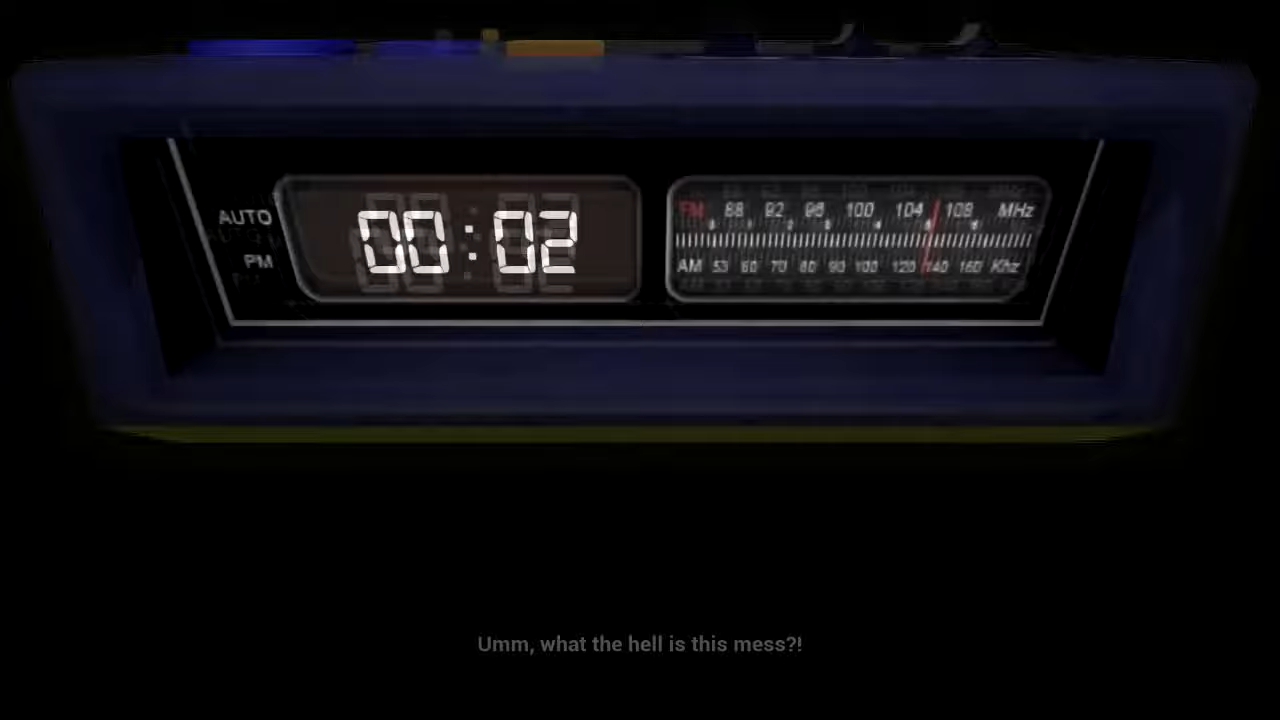 AUTO
PM
00:02
FM 88 92 96 100 104 108 MHz
AM 53 60 70 80 90 100 120 140 160 Khz
Umm, what the hell is this mess?!